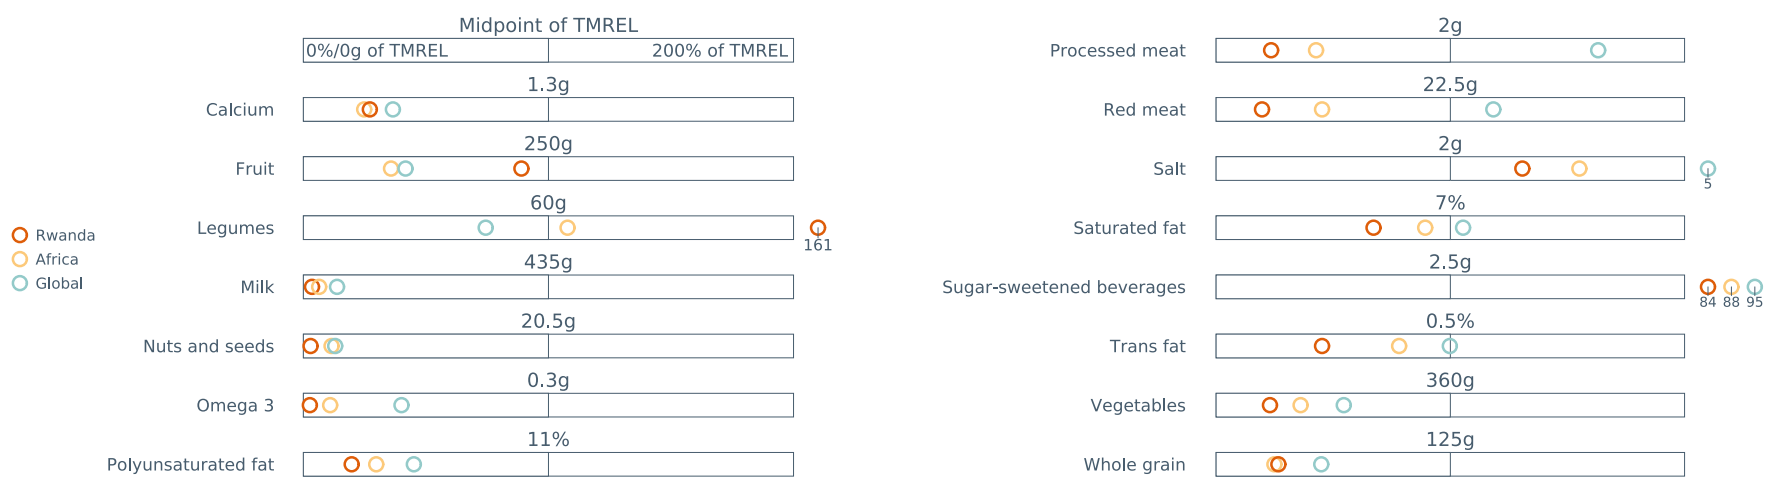 Midpoint of TMREL
0%/0g of TMREL 200% of TMREL
1.3g
Calcium
250g
Fruit
60g
Legumes
161
435g
Milk
20.5g
Nuts and seeds
0.3g
Omega 3
11%
Polyunsaturated fat
Rwanda
Africa
Global
2g
Processed meat
22.5g
Red meat
2g
Salt
5
7%
Saturated fat
2.5g
Sugar-sweetened beverages
84 88 95
0.5%
Trans fat
360g
Vegetables
125g
Whole grain